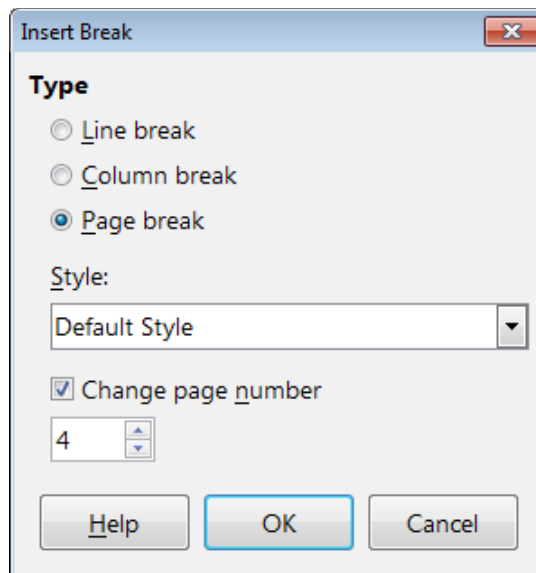 Insert Break
Type
Line break
Column break
Page break
Style:
Default Style
Change page number
4
Help OK Cancel